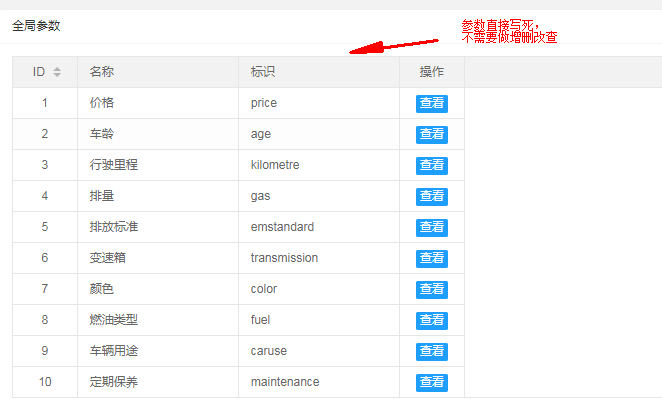 全局参数
参数直接写死，
不需要做增删改查
ID 名称 标识 操作
1 价格 price 查看
2 车龄 age 查看
3 行驶里程 kilometre 查看
4 排量 gas 查看
5 排放标准 emstandard 查看
6 变速箱 transmission 查看
7 颜色 color 查看
8 燃油类型 fuel 查看
9 车辆用途 caruse 查看
10 定期保养 maintenance 查看